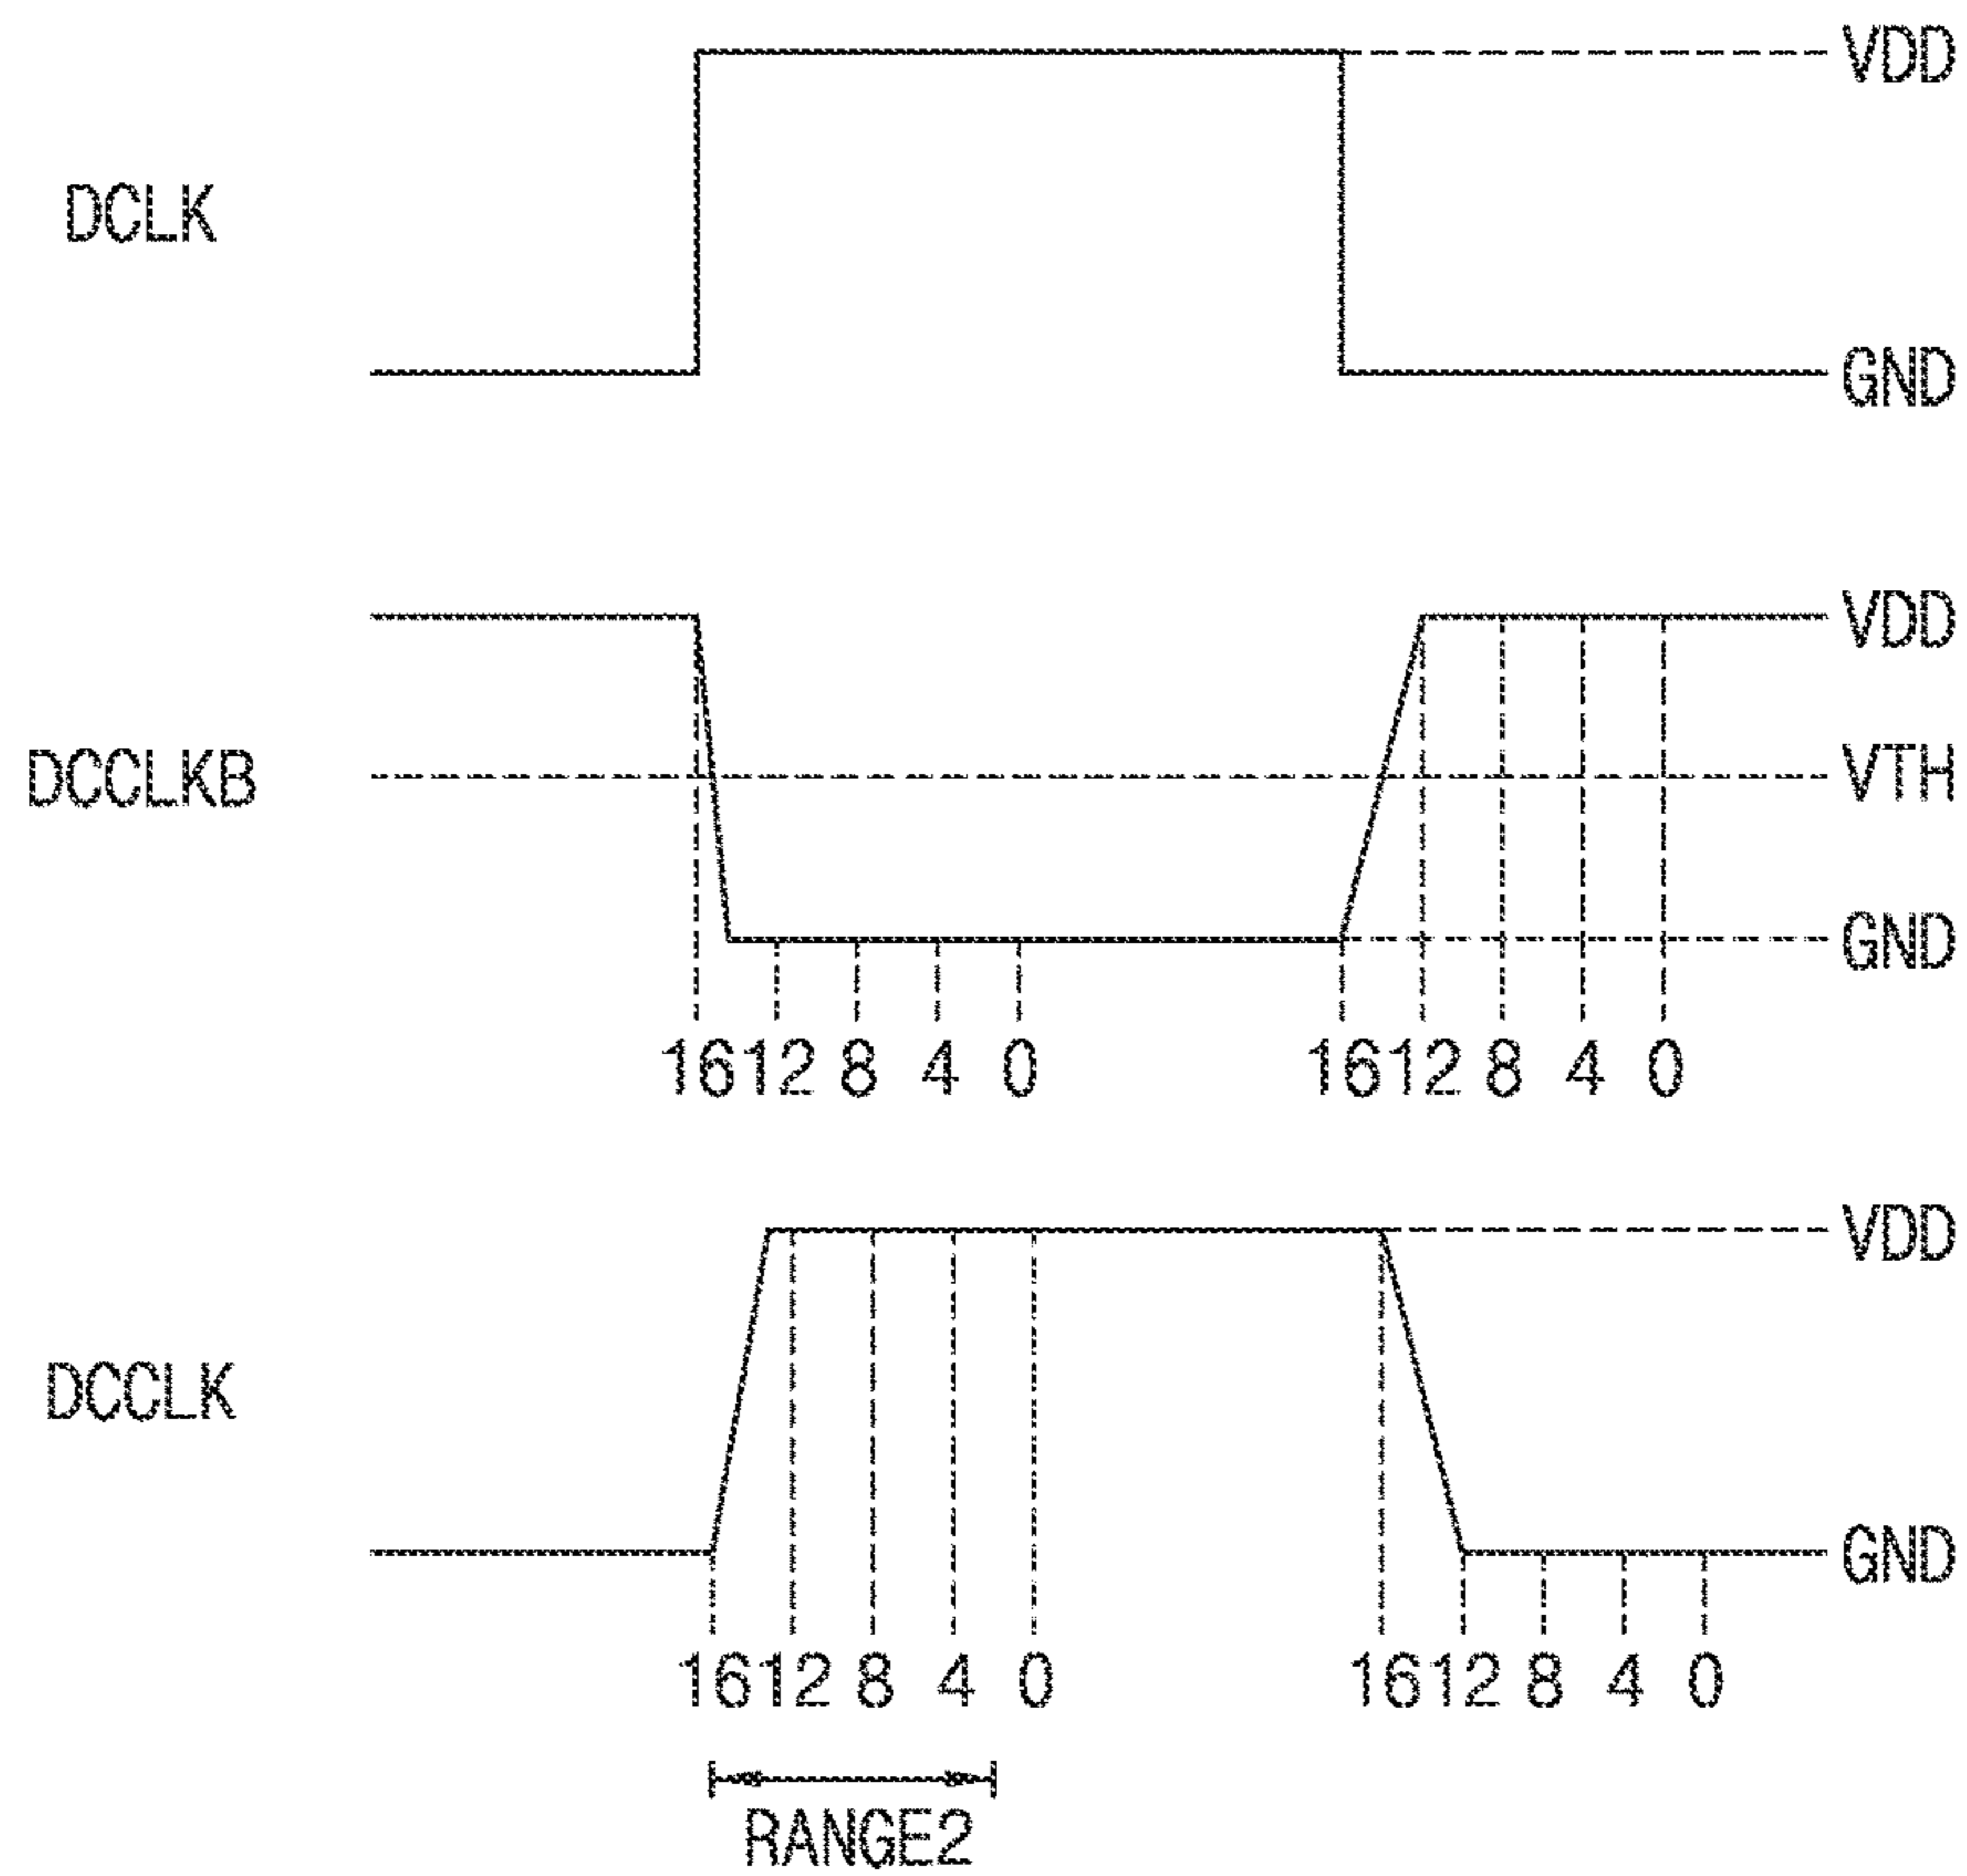 VDD
DCLK
GND
VDD
DCCLKB
VTH
GND
16 12 8 4 0 16 12 8 4 0
VDD
DCCLK
GND
16 12 8 4 0 16 12 8 4 0
RANGE2